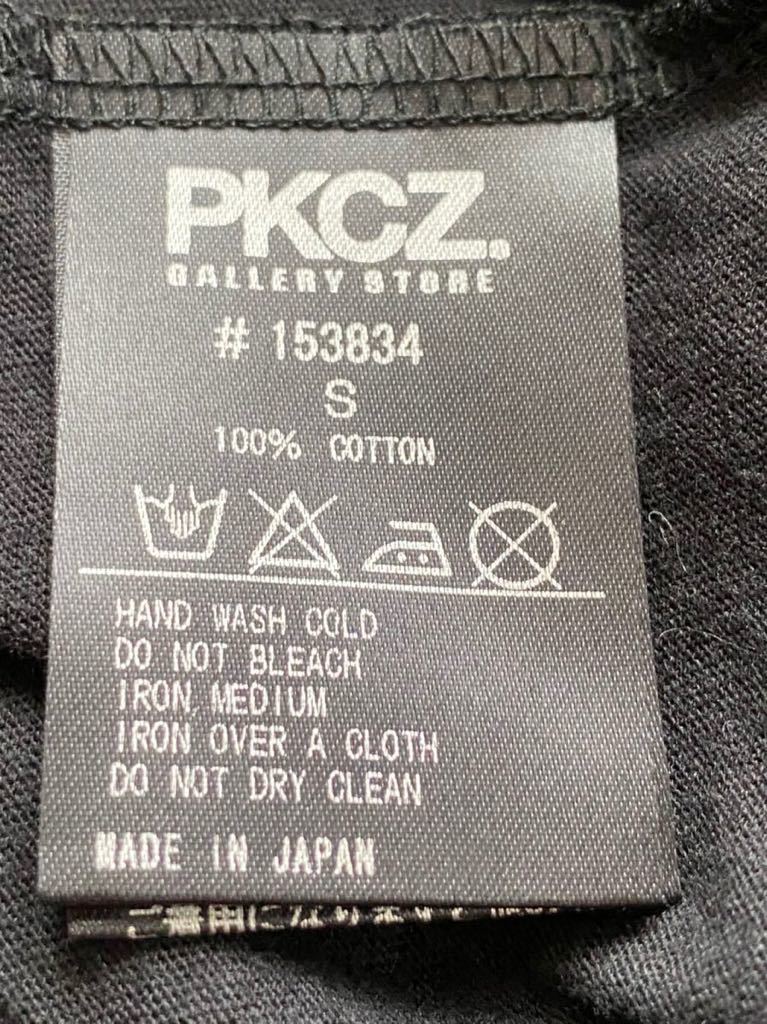 PKCZ.
GALLERY STORE
# 153834
S
100% COTTON
HAND WASH COLD
DO NOT BLEACH
IRON MEDIUM
IRON OVER A CLOTH
DO NOT DRY CLEAN
MADE IN JAPAN